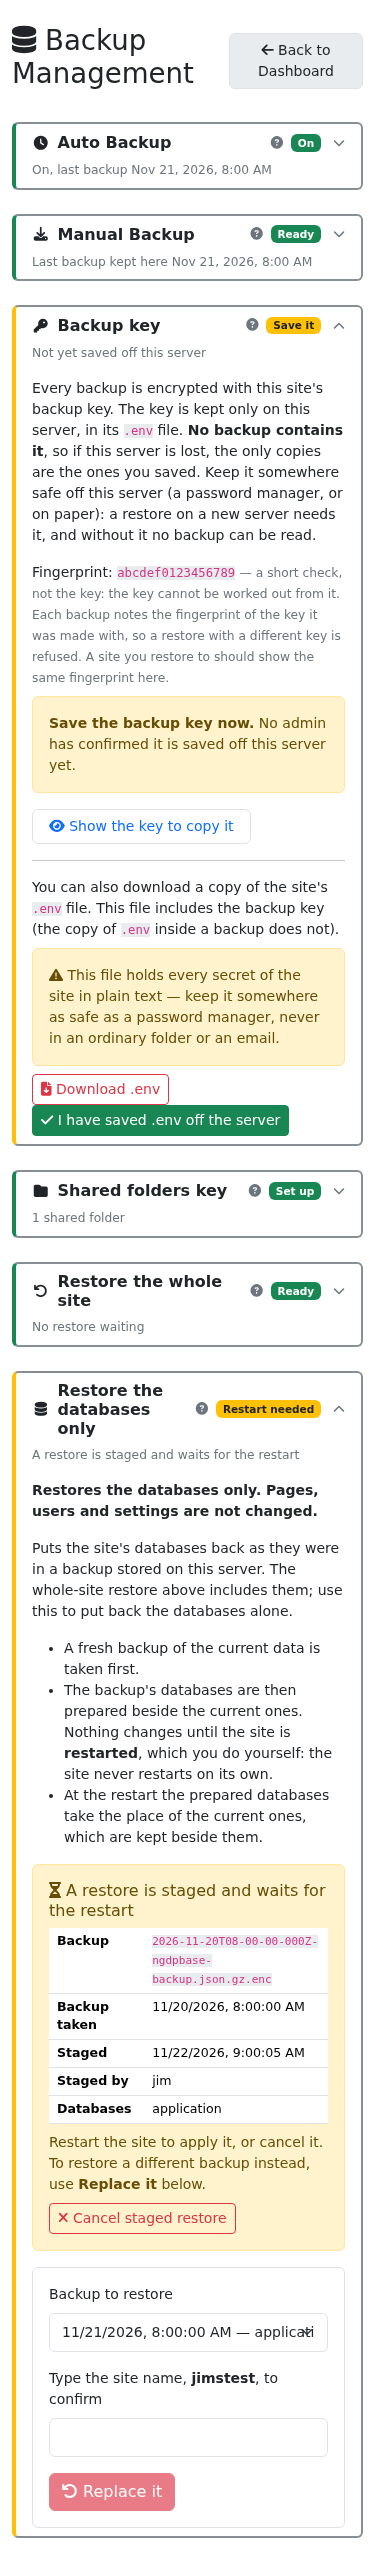 Backup Management
Back to Dashboard
Auto Backup
On
On, last backup Nov 21, 2026, 8:00 AM
Manual Backup
Ready
Last backup kept here Nov 21, 2026, 8:00 AM
Backup key
Save it
Not yet saved off this server
Every backup is encrypted with this site's
backup key. The key is kept only on this
server, in its .env file. No backup contains
it, so if this server is lost, the only copies
are the ones you saved. Keep it somewhere
safe off this server (a password manager, or
on paper): a restore on a new server needs
it, and without it no backup can be read.
Fingerprint: abcdef0123456789 — a short check,
not the key: the key cannot be worked out from it.
Each backup notes the fingerprint of the key it
was made with, so a restore with a different key is
refused. A site you restore to should show the
same fingerprint here.
Save the backup key now. No admin
has confirmed it is saved off this server
yet.
Show the key to copy it
You can also download a copy of the site's
.env file. This file includes the backup key
(the copy of .env inside a backup does not).
This file holds every secret of the
site in plain text — keep it somewhere
as safe as a password manager, never
in an ordinary folder or an email.
Download .env
I have saved .env off the server
Shared folders key
Set up
1 shared folder
Restore the whole
site
Ready
No restore waiting
Restore the
databases
only
Restart needed
A restore is staged and waits for the restart
Restores the databases only. Pages,
users and settings are not changed.
Puts the site's databases back as they were
in a backup stored on this server. The
whole-site restore above includes them; use
this to put back the databases alone.
• A fresh backup of the current data is
taken first.
• The backup's databases are then
prepared beside the current ones.
Nothing changes until the site is
restarted, which you do yourself: the
site never restarts on its own.
• At the restart the prepared databases
take the place of the current ones,
which are kept beside them.
A restore is staged and waits for
the restart
Backup 2026-11-20T08-00-00-000Z-
ngdpbase-
backup.json.gz.enc
Backup taken 11/20/2026, 8:00:00 AM
Staged 11/22/2026, 9:00:05 AM
Staged by jim
Databases application
Restart the site to apply it, or cancel it.
To restore a different backup instead,
use Replace it below.
Cancel staged restore
Backup to restore
11/21/2026, 8:00:00 AM — applicati
Type the site name, jimstest, to
confirm
Replace it